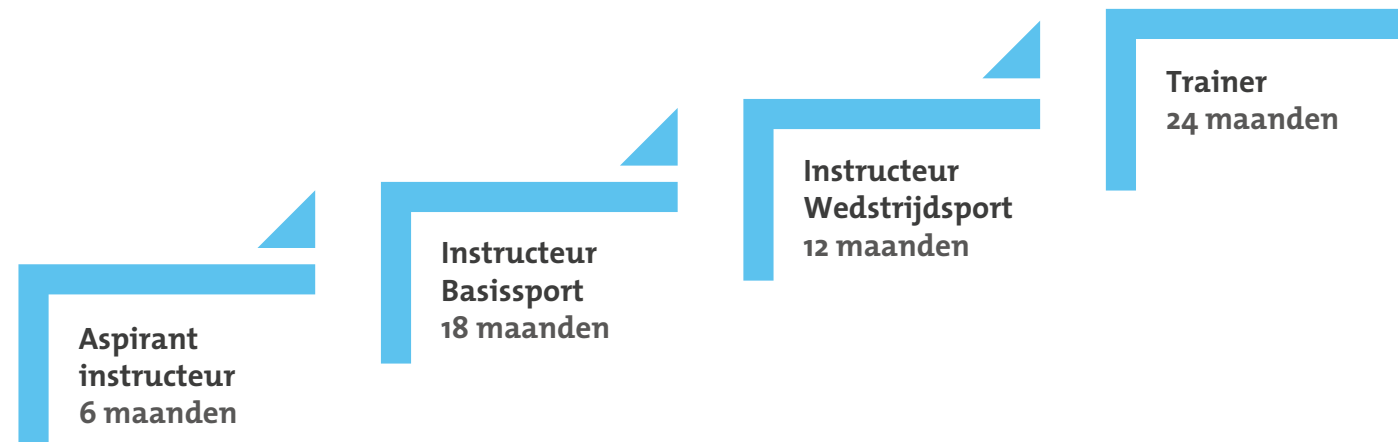 Aspirant
instructeur
6 maanden
Instructeur
Basissport
18 maanden
Instructeur
Wedstrijdsport
12 maanden
Trainer
24 maanden